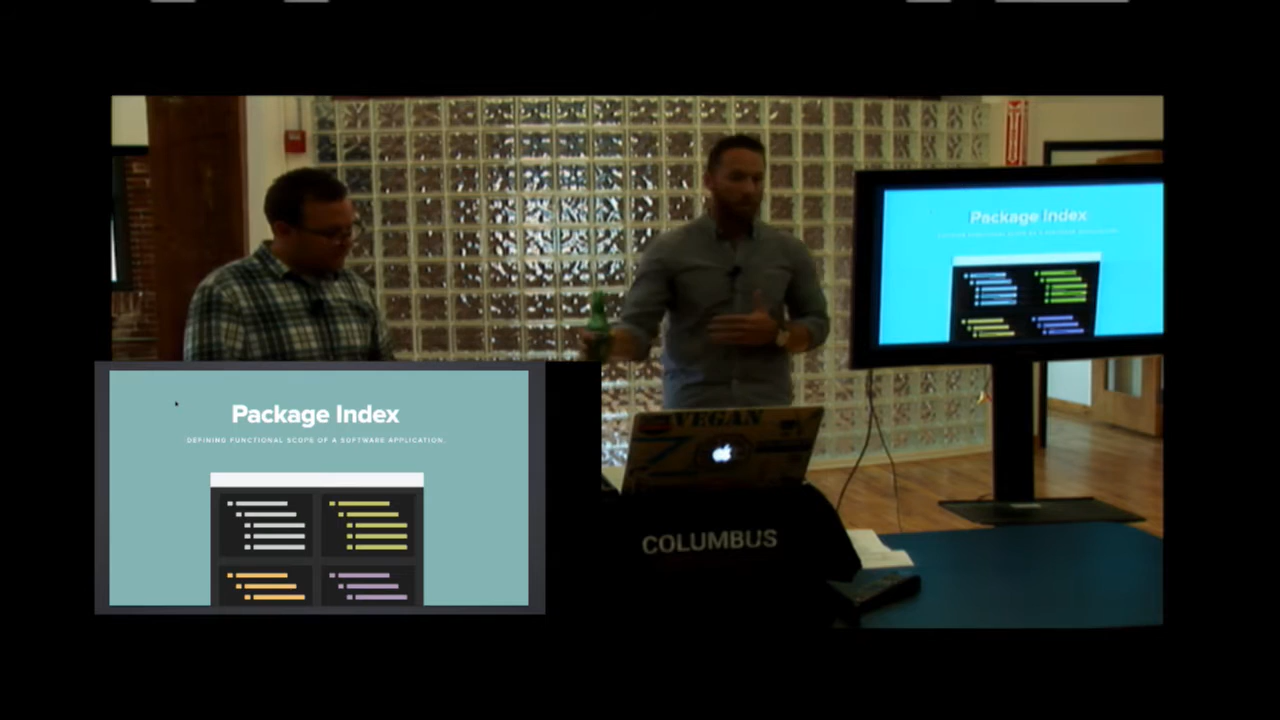 Package Index
DEFINING FUNCTIONAL SCOPE OF A SOFTWARE APPLICATION.
Package Index
VEGAN
COLUMBUS